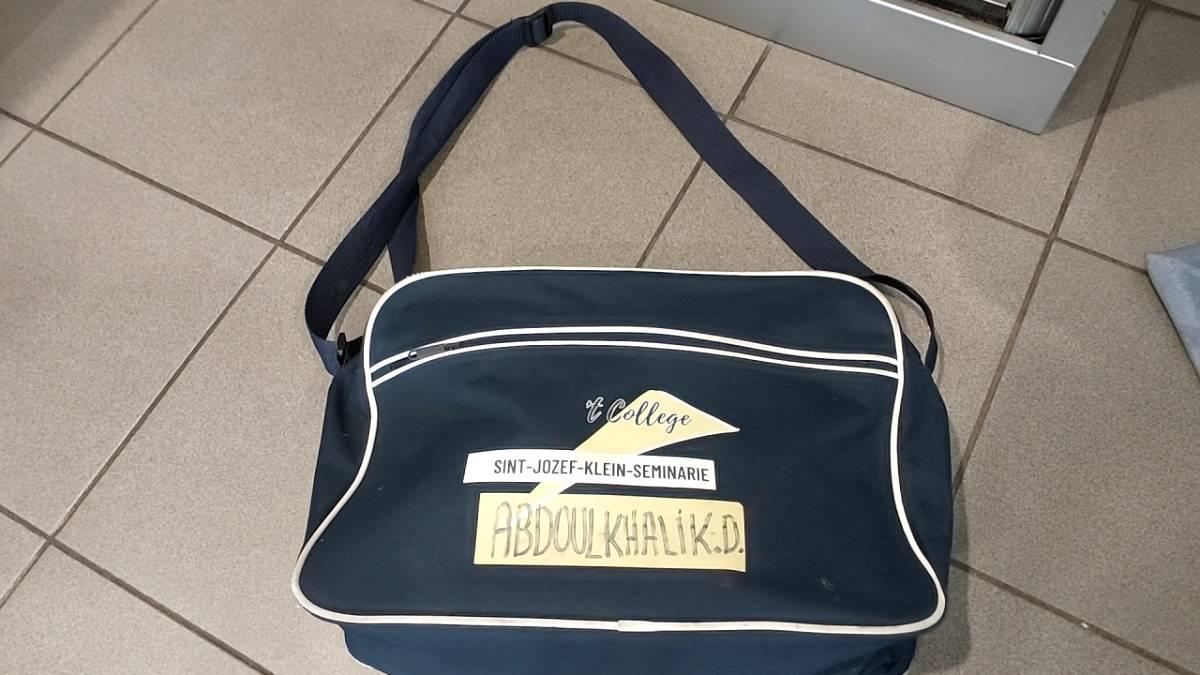 't College
SINT-JOZEF-KLEIN-SEMINARIE
ABDOULKHALIK.D.